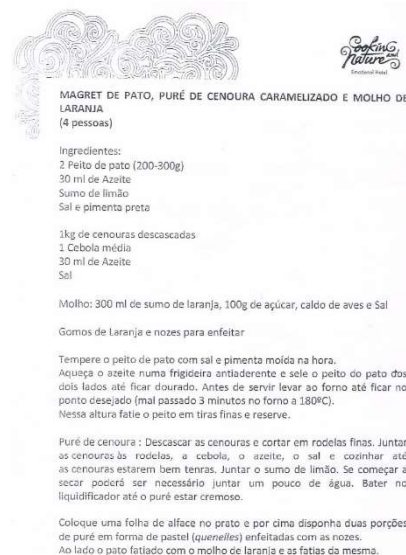 Cooking and Nature
Emotional Hotel
MAGRET DE PATO, PURÉ DE CENOURA CARAMELIZADO E MOLHO DE
LARANJA
(4 pessoas)
Ingredientes:
2 Peito de pato (200-300g)
30 ml de Azeite
Sumo de limão
Sal e pimenta preta
1kg de cenouras descascadas
1 Cebola média
30 ml de Azeite
Sal
Molho: 300 ml de sumo de laranja, 100g de açúcar, caldo de aves e Sal
Gomos de Laranja e nozes para enfeitar
Tempere o peito de pato com sal e pimenta moída na hora.
Aqueça o azeite numa frigideira antiaderente e sele o peito do pato dos
dois lados até ficar dourado. Antes de servir levar ao forno até ficar no
ponto desejado (mal passado 3 minutos no forno a 180ºC).
Nessa altura fatie o peito em tiras finas e reserve.
Puré de cenoura : Descascar as cenouras e cortar em rodelas finas. Juntar
as cenouras às rodelas, a cebola, o azeite, o sal e cozinhar até
as cenouras estarem bem tenras. Juntar o sumo de limão. Se começar a
secar poderá ser necessário juntar um pouco de água. Bater no
liquidificador até o puré estar cremoso.
Coloque uma folha de alface no prato e por cima disponha duas porções
de puré em forma de pastel (quenelles) enfeitadas com as nozes.
Ao lado o pato fatiado com o molho de laranja e as fatias da mesma.